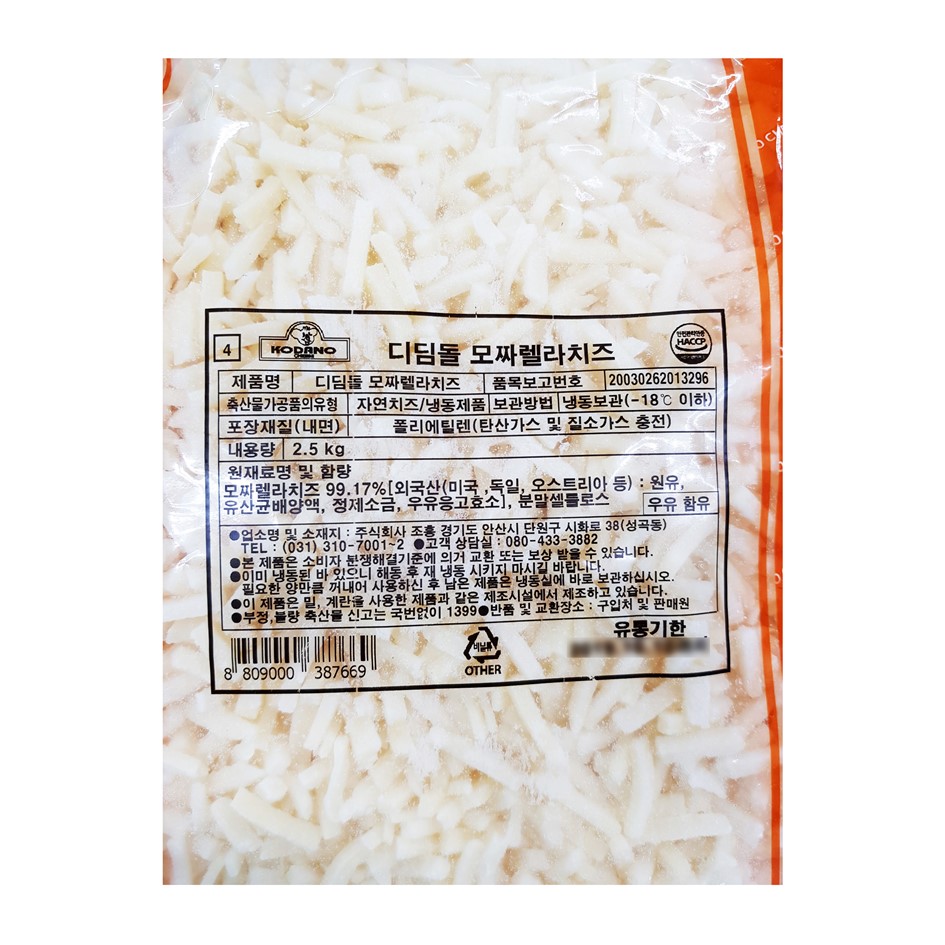 4
KODANO
CHEESE
디딤돌 모짜렐라치즈
안전관리인증
HACCP
제품명 디딤돌 모짜렐라치즈 품목보고번호 20030262013296
축산물가공품의유형 자연치즈/냉동제품 보관방법 냉동보관(-18℃ 이하)
포장재질(내면) 폴리에틸렌(탄산가스 및 질소가스 충전)
내용량 2.5 kg
원재료명 및 함량
모짜렐라치즈 99.17%[외국산(미국 ,독일, 오스트리아 등) : 원유,
유산균배양액, 정제소금, 우유응고효소], 분말셀룰로스 우유 함유
●업소명 및 소재지 : 주식회사 조흥 경기도 안산시 단원구 시화로 38(성곡동)
TEL : (031) 310-7001~2 ●고객 상담실 : 080-433-3882
●본 제품은 소비자 분쟁해결기준에 의거 교환 또는 보상 받을 수 있습니다.
●이미 냉동된 바 있으니 해동 후 재 냉동 시키지 마시길 바랍니다.
필요한 양만큼 꺼내어 사용하신 후 남은 제품은 냉동실에 바로 보관하십시오.
●이 제품은 밀, 계란을 사용한 제품과 같은 제조시설에서 제조하고 있습니다.
●부정,불량 축산물 신고는 국번없이 1399●반품 및 교환장소 : 구입처 및 판매원
유통기한
비닐류
OTHER
8 809000 387669